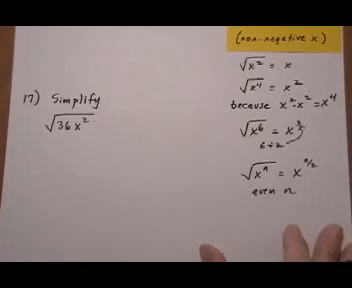 17) Simplify
√36x²
(non-negative x)
√x² = x
√x⁴ = x²
because x²·x² = x⁴
√x⁶ = x³
6÷2
√xⁿ = x^(n/2)
even n